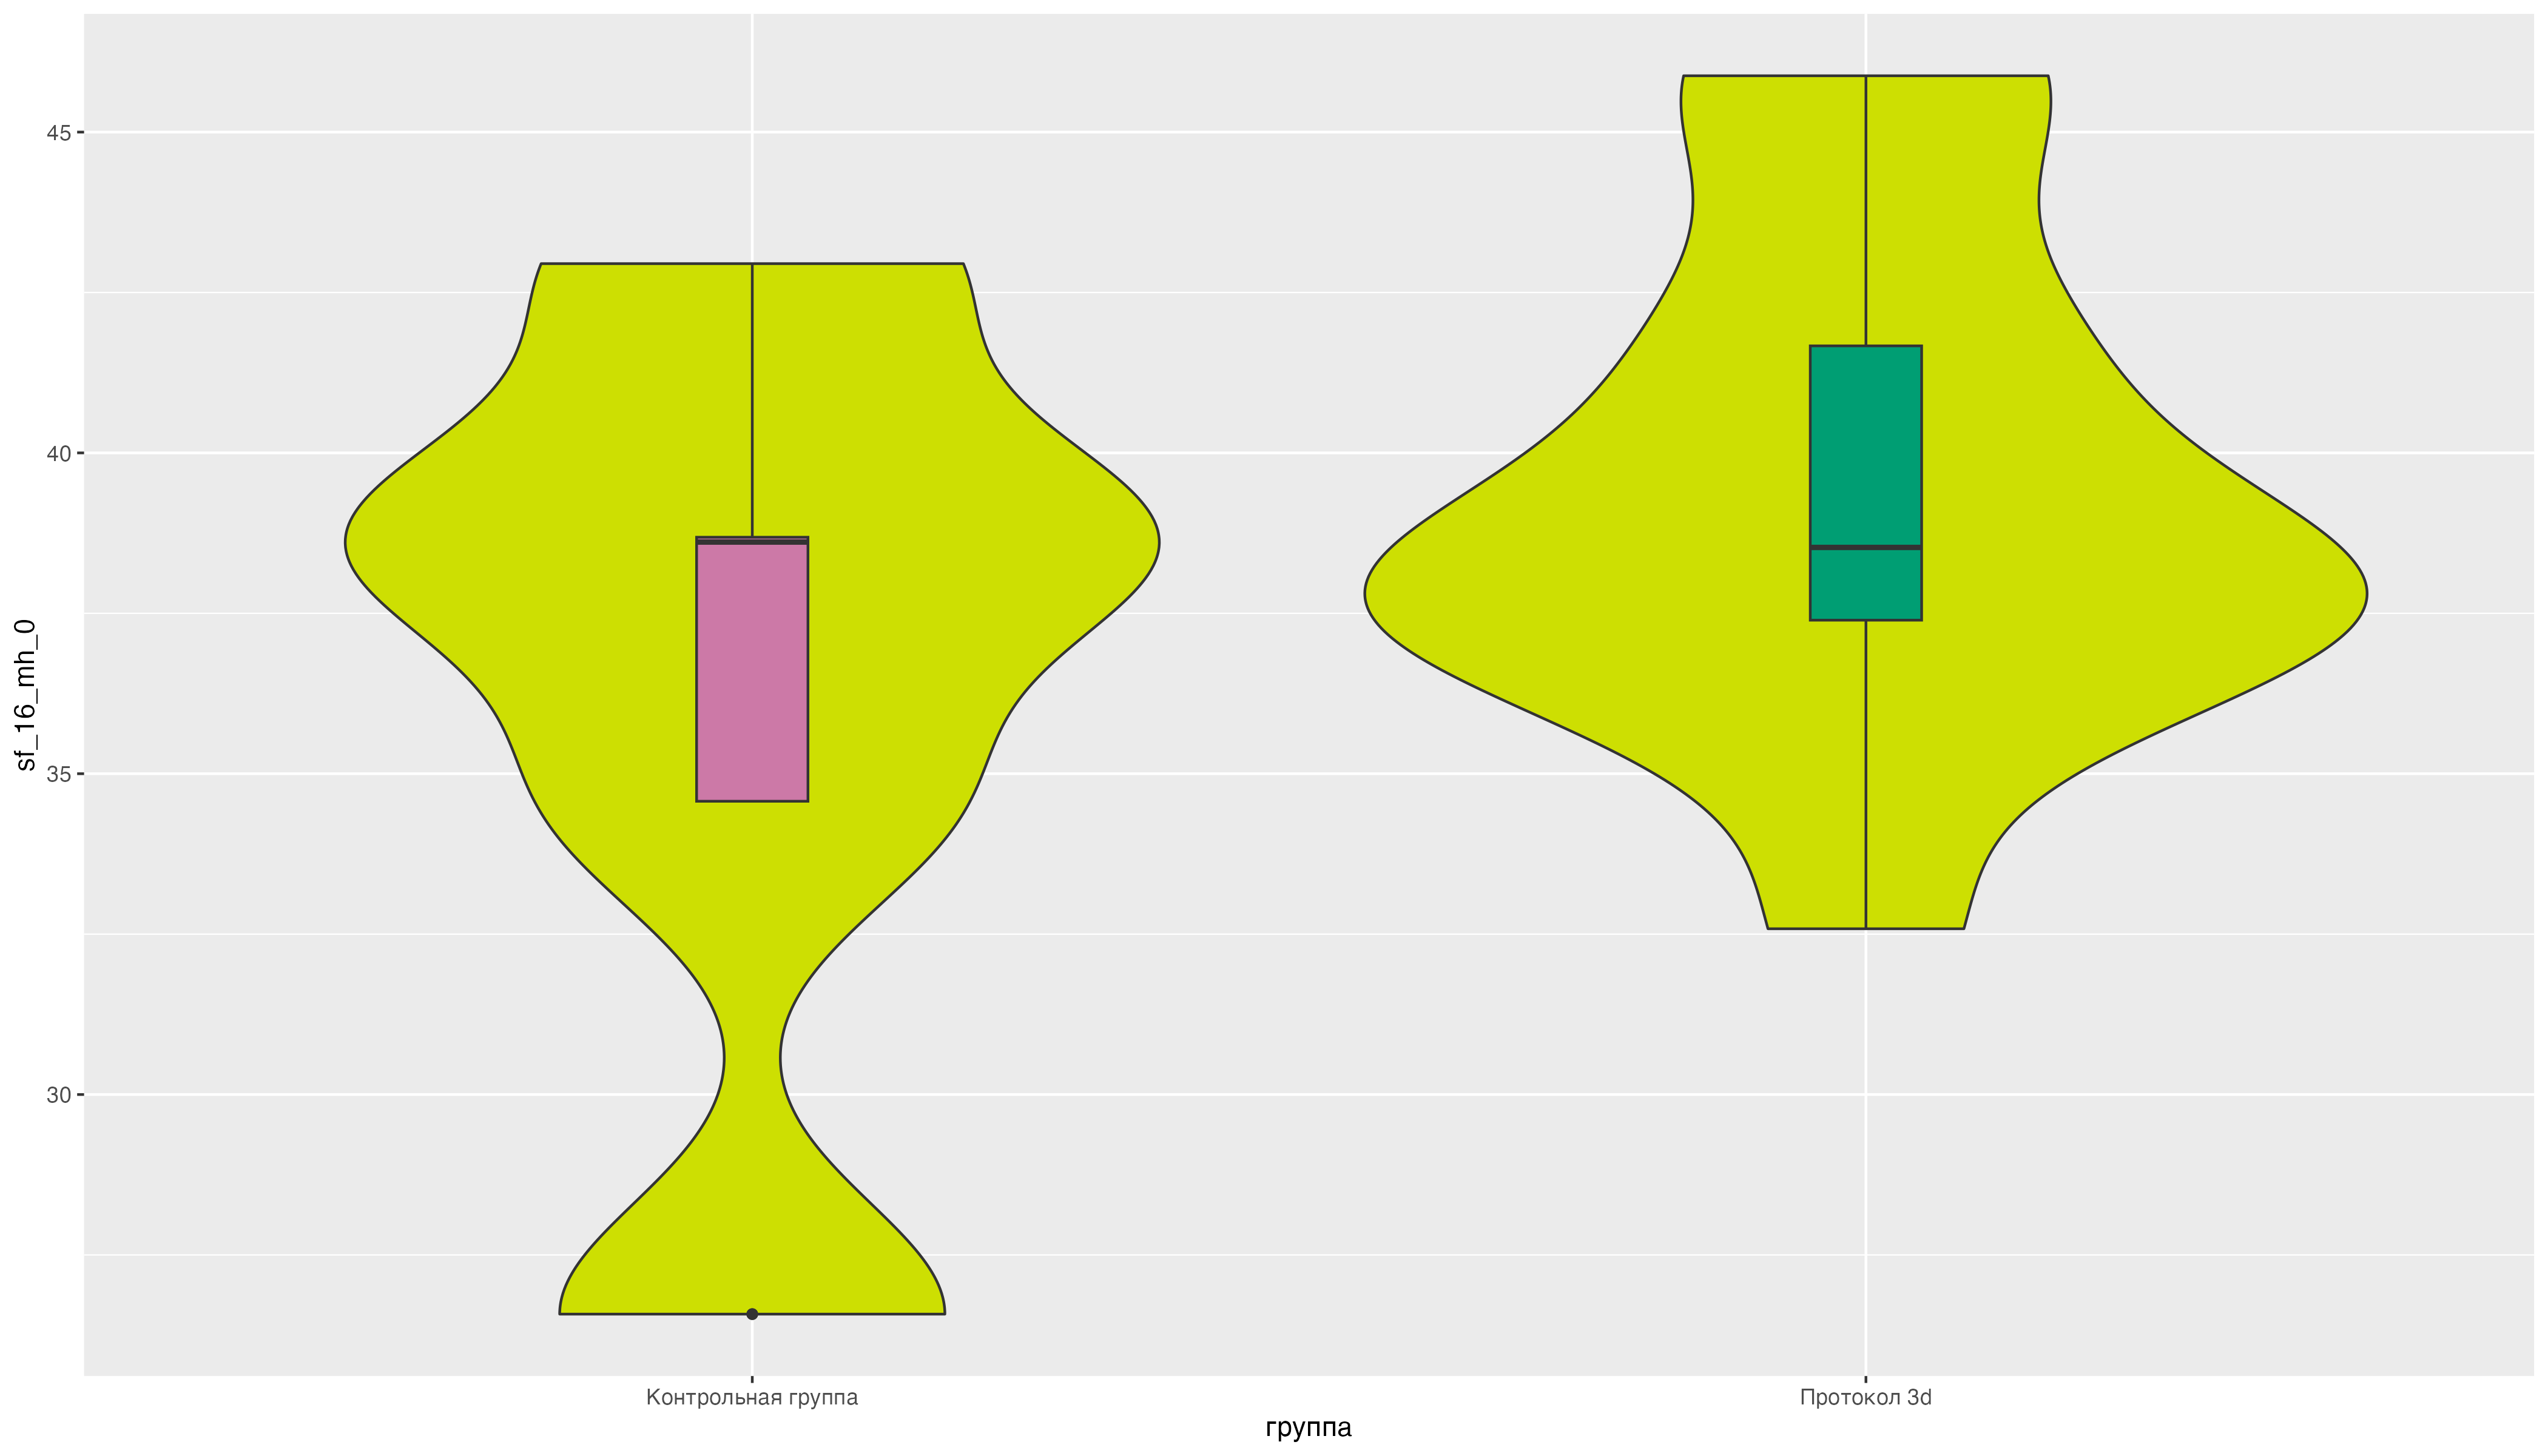 45
40
35
30
sf_16_mh_0
Контрольная группа
Протокол 3d
группа